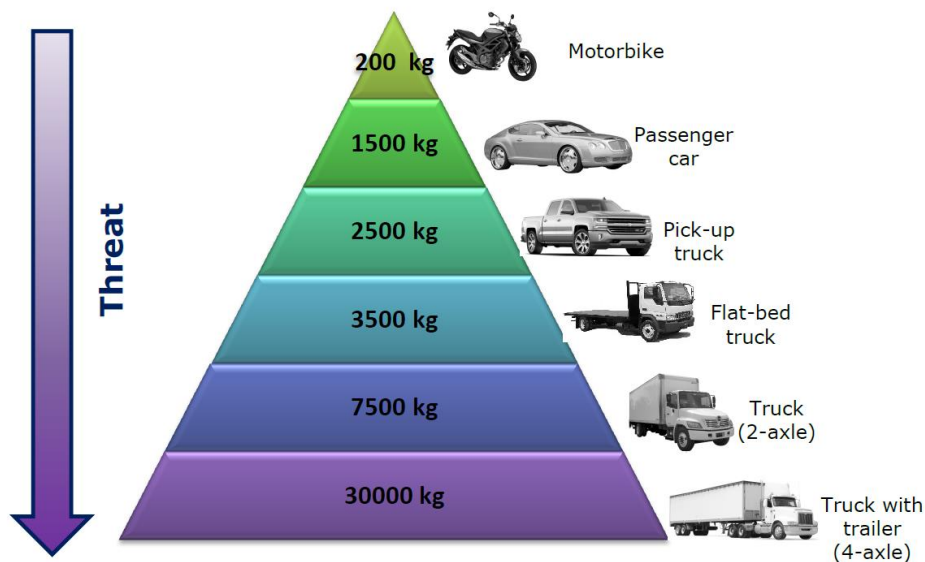 200 kg
Motorbike
1500 kg
Passenger
car
2500 kg
Pick-up
truck
Threat
3500 kg
Flat-bed
truck
7500 kg
Truck
(2-axle)
30000 kg
Truck with
trailer
(4-axle)